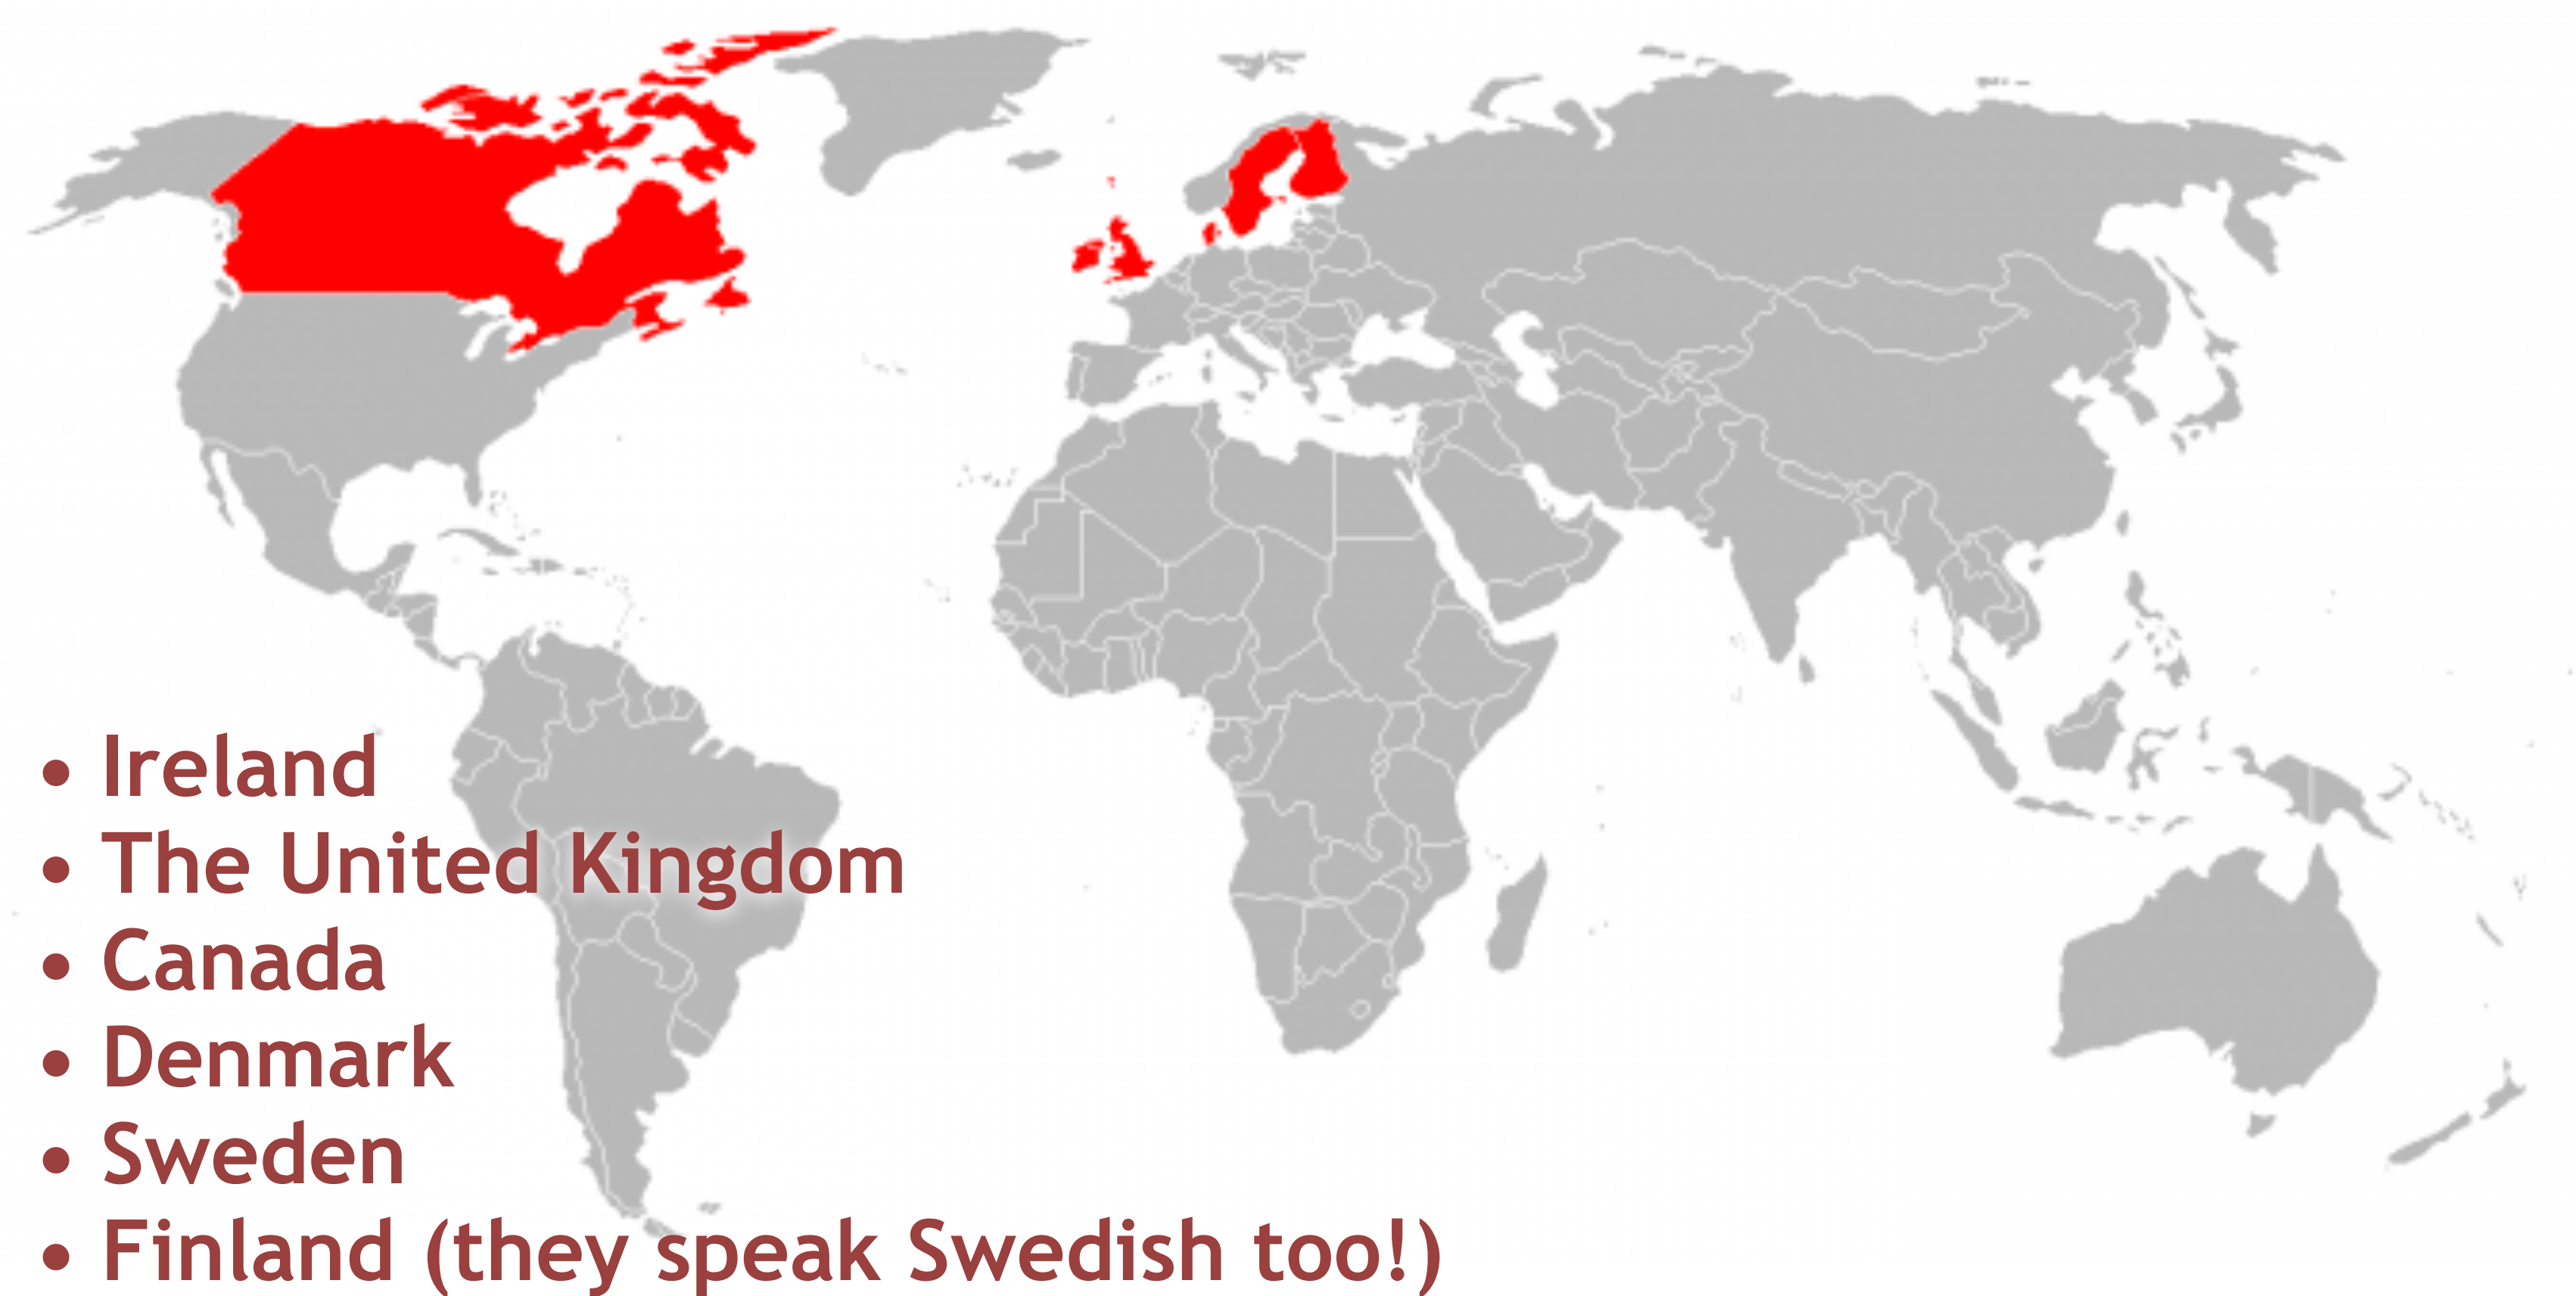 • Ireland
• The United Kingdom
• Canada
• Denmark
• Sweden
• Finland (they speak Swedish too!)